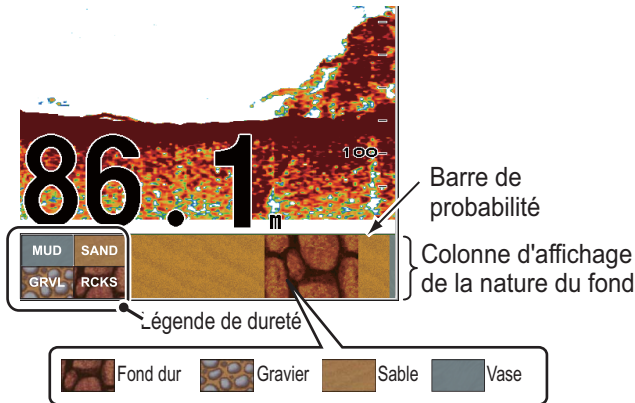 100
86.1m
Barre de
probabilité
MUD SAND
GRVL RCKS
Colonne d'affichage
de la nature du fond
Légende de dureté
Fond dur Gravier Sable Vase